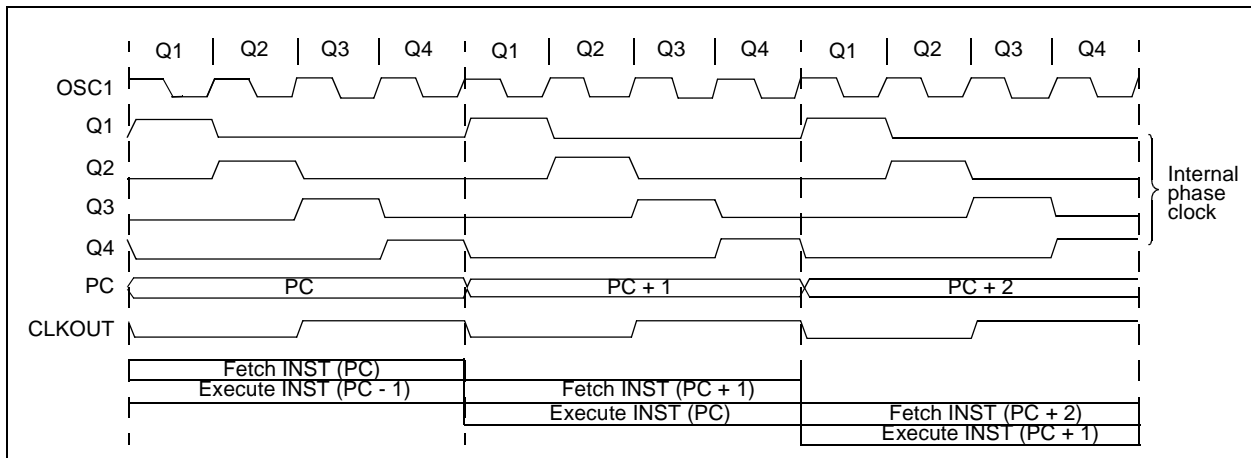 Q1 Q2 Q3 Q4 Q1 Q2 Q3 Q4 Q1 Q2 Q3 Q4
OSC1
Q1
Q2
Q3
Q4
Internal
phase
clock
PC PC PC + 1 PC + 2
CLKOUT
Fetch INST (PC)
Execute INST (PC - 1) Fetch INST (PC + 1)
Execute INST (PC) Fetch INST (PC + 2)
Execute INST (PC + 1)